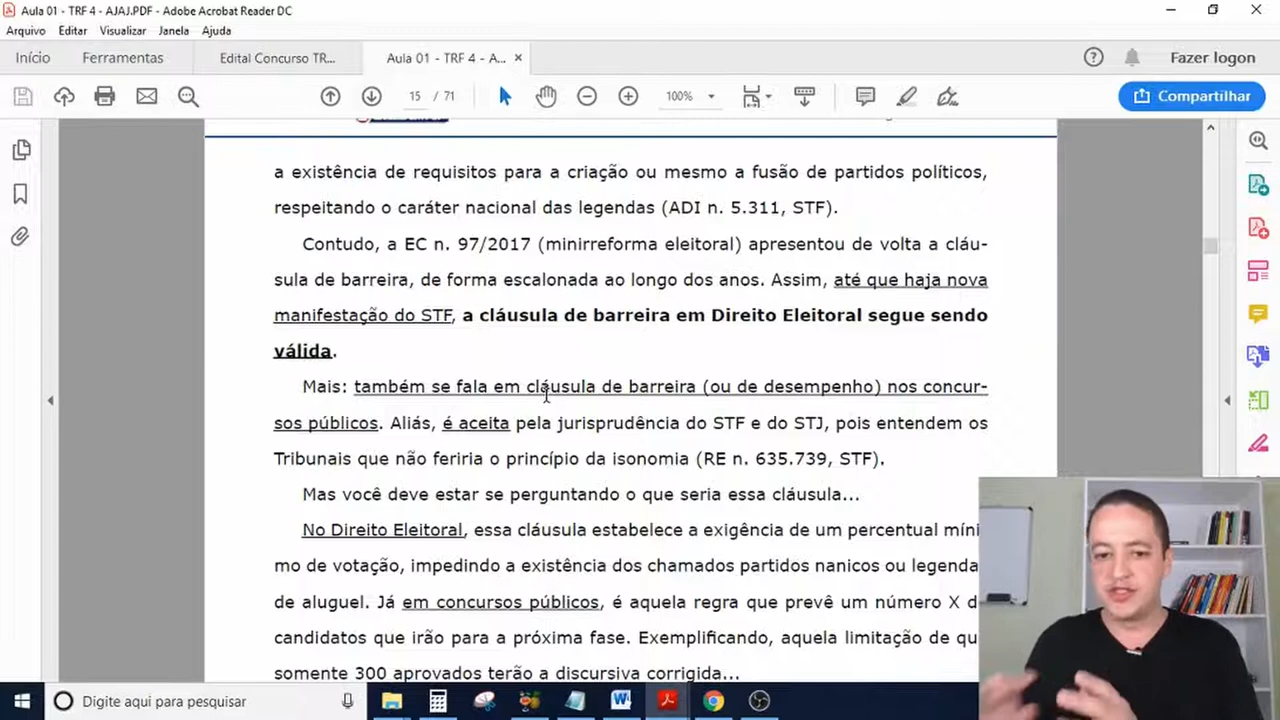 Aula 01 - TRF 4 - AJAJ.PDF - Adobe Acrobat Reader DC
Arquivo Editar Visualizar Janela Ajuda
Início Ferramentas Edital Concurso TR... Aula 01 - TRF 4 - A... × Fazer logon
15 / 71 100% Compartilhar
a existência de requisitos para a criação ou mesmo a fusão de partidos políticos,
respeitando o caráter nacional das legendas (ADI n. 5.311, STF).
Contudo, a EC n. 97/2017 (minirreforma eleitoral) apresentou de volta a cláu-
sula de barreira, de forma escalonada ao longo dos anos. Assim, até que haja nova
manifestação do STF, a cláusula de barreira em Direito Eleitoral segue sendo
válida.
Mais: também se fala em cláusula de barreira (ou de desempenho) nos concur-
sos públicos. Aliás, é aceita pela jurisprudência do STF e do STJ, pois entendem os
Tribunais que não feriria o princípio da isonomia (RE n. 635.739, STF).
Mas você deve estar se perguntando o que seria essa cláusula...
No Direito Eleitoral, essa cláusula estabelece a exigência de um percentual míni
mo de votação, impedindo a existência dos chamados partidos nanicos ou legenda
de aluguel. Já em concursos públicos, é aquela regra que prevê um número X d
candidatos que irão para a próxima fase. Exemplificando, aquela limitação de qu
somente 300 aprovados terão a discursiva corrigida...
Digite aqui para pesquisar